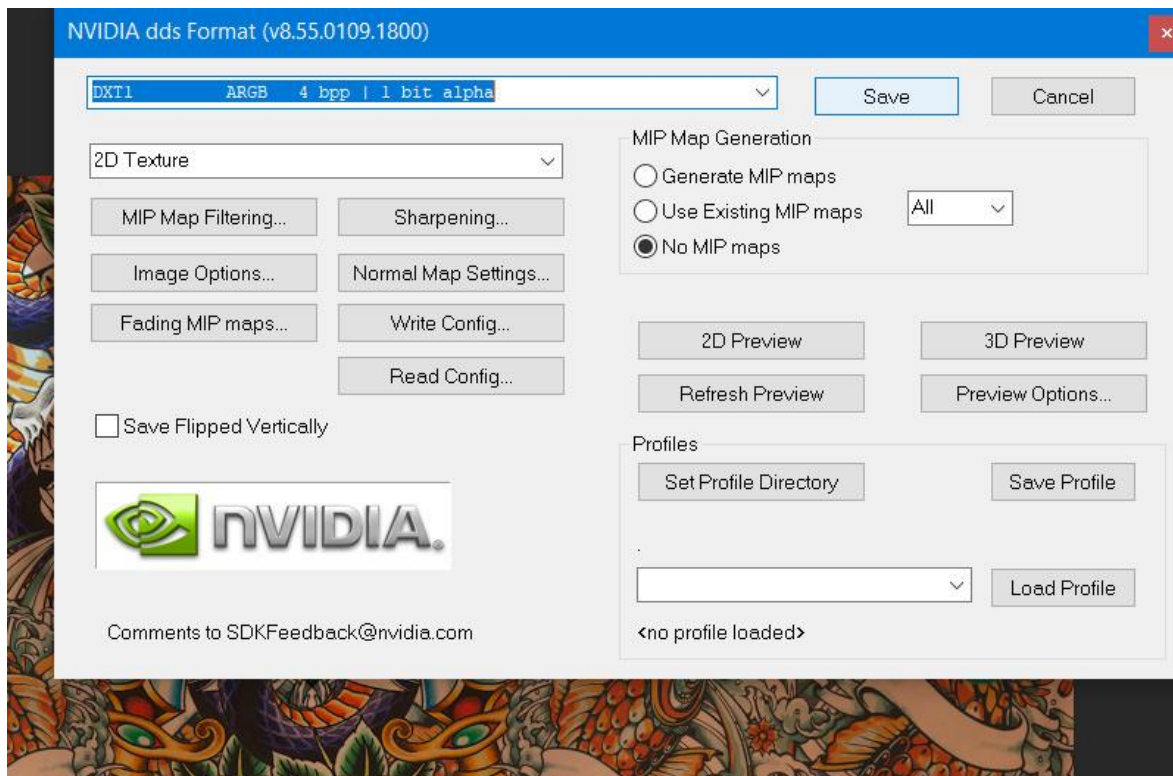 NVIDIA dds Format (v8.55.0109.1800)
DXT1 ARGB 4 bpp | 1 bit alpha
Save
Cancel
2D Texture
MIP Map Filtering...
Sharpening...
Image Options...
Normal Map Settings...
Fading MIP maps...
Write Config...
Read Config...
Save Flipped Vertically
MIP Map Generation
Generate MIP maps
Use Existing MIP maps
All
No MIP maps
2D Preview
3D Preview
Refresh Preview
Preview Options...
Profiles
Set Profile Directory
Save Profile
.
Load Profile
<no profile loaded>
NVIDIA.
Comments to SDKFeedback@nvidia.com